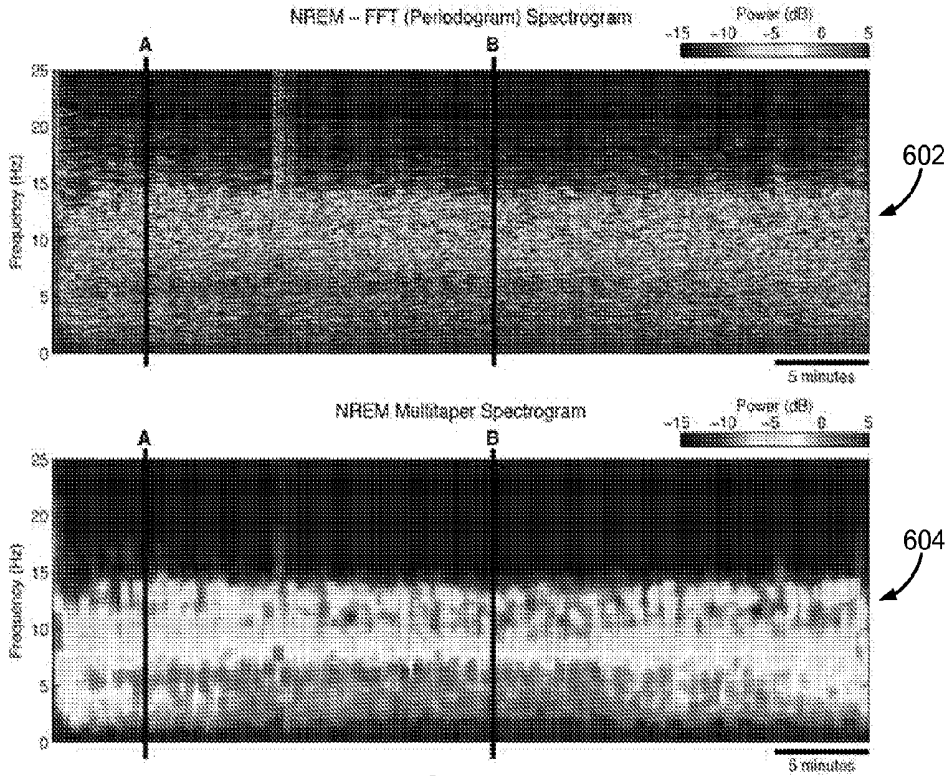 NREM – FFT (Periodogram) Spectrogram
Power (dB)
−15 −10 −5 0 5
A
B
Frequency (Hz)
25
20
15
10
5
0
602
5 minutes
NREM Multitaper Spectrogram
Power (dB)
−15 −10 −5 0 5
A
B
Frequency (Hz)
25
20
15
10
5
0
604
5 minutes